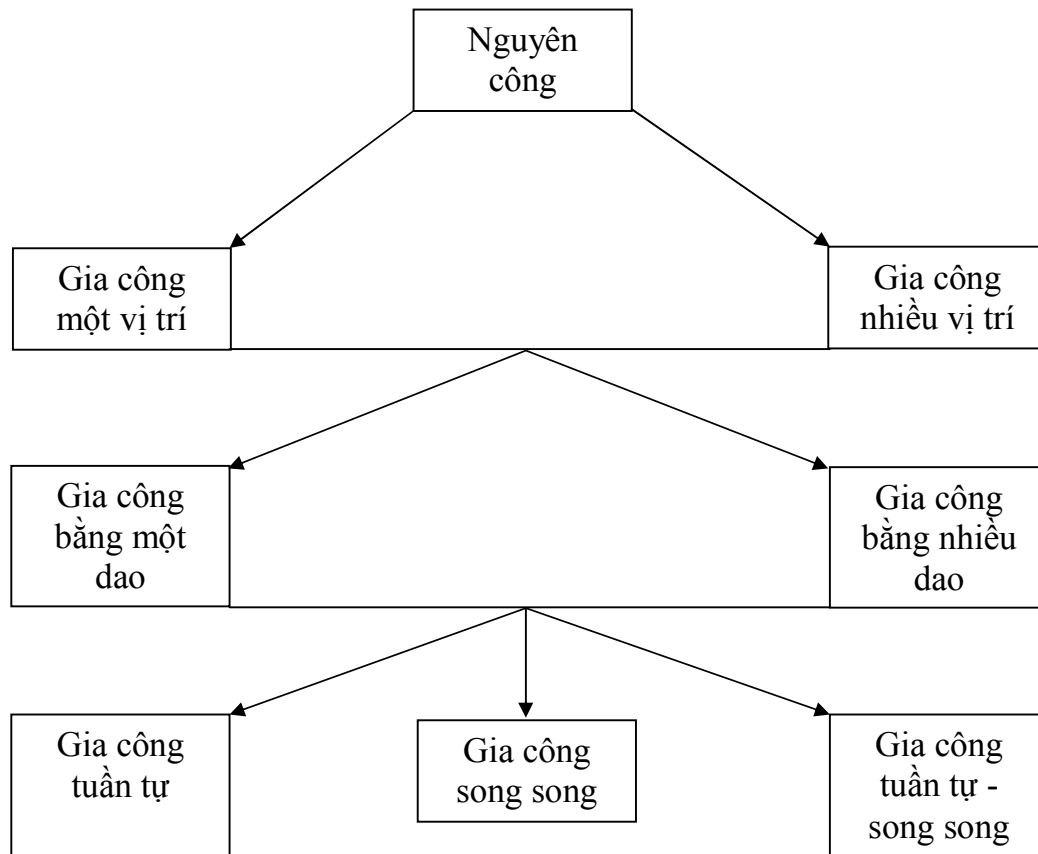 Nguyên
công
Gia công
một vị trí
Gia công
nhiều vị trí
Gia công
bằng một
dao
Gia công
bằng nhiều
dao
Gia công
tuần tự
Gia công
song song
Gia công
tuần tự -
song song